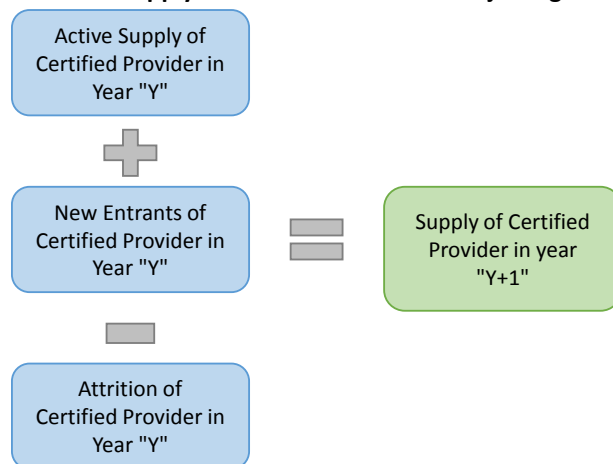 Active Supply of
Certified Provider in
Year "Y"
New Entrants of
Certified Provider in
Year "Y"
Supply of Certified
Provider in year
"Y+1"
Attrition of
Certified Provider in
Year "Y"